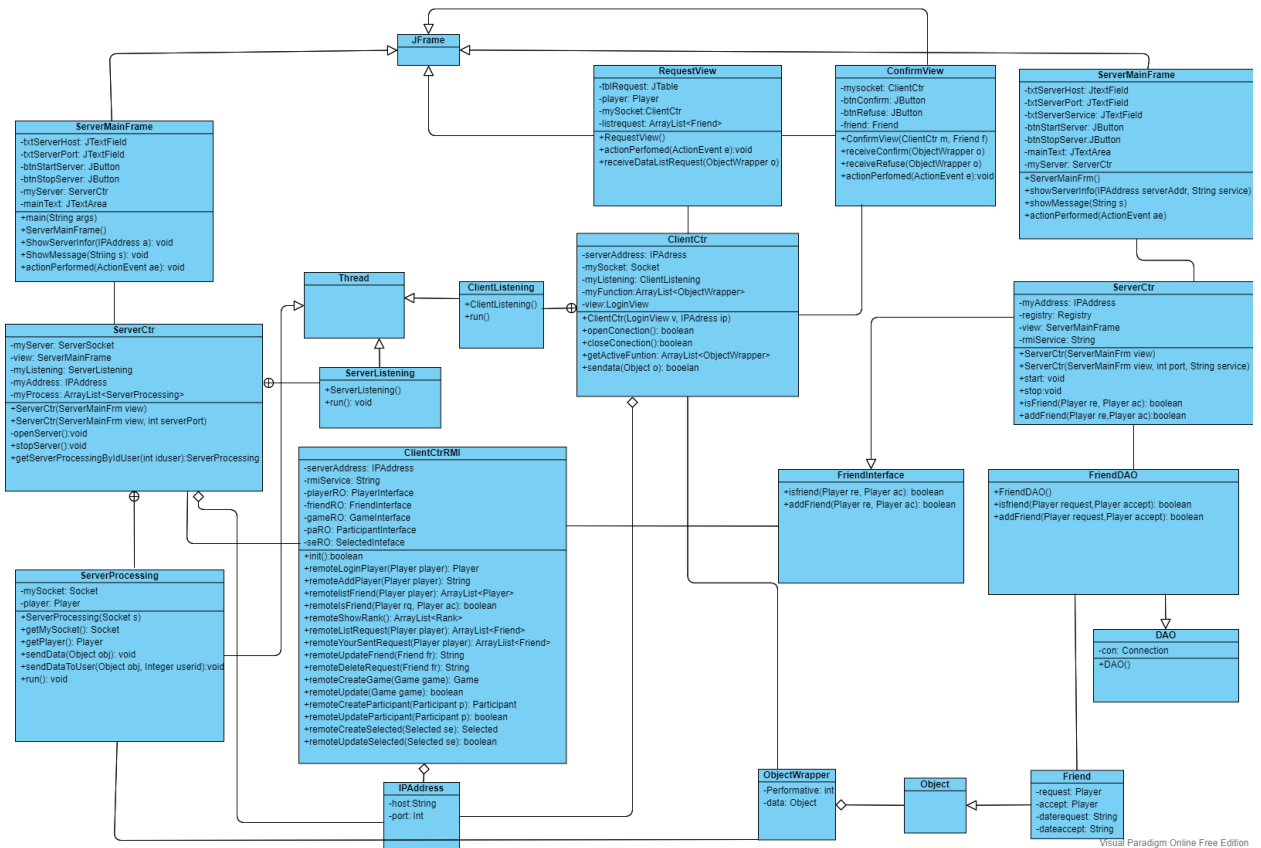 JFrame
ServerMainFrame
-txtServerHost: JTextField
-txtServerPort: JTextField
-btnStartServer: JButton
-btnStopServer: JButton
-myServer: ServerCtr
-mainText: JTextArea
+main(String args)
+ServerMainFrame()
+ShowServerInfor(IPAddress a): void
+ShowMessage(Striing s): void
+actionPerformed(ActionEvent ae): void
RequestView
-tblRequest: JTable
-player: Player
-mySocket:ClientCtr
-listrequest: ArrayList<Friend>
+RequestView()
+actionPerfomed(ActionEvent e):void
+receiveDataListRequest(ObjectWrapper o)
ConfirmView
-mysocket: ClientCtr
-btnConfirm: JButton
-btnRefuse: JButton
-friend: Friend
+ConfirmView(ClientCtr m, Friend f)
+receiveConfirm(ObjectWrapper o)
+receiveRefuse(ObjectWrapper o)
+actionPerfomed(ActionEvent e):void
ServerMainFrame
-txtServerHost: JtextField
-txtServerPort: JTextField
-txtServerService: JTextField
-btnStartServer: JButton
-btnStopServer:JButton
-mainText: JTextArea
-myServer: ServerCtr
+ServerMainFrm()
+showServerInfo(IPAddress serverAddr, String service)
+showMessage(String s)
+actionPerformed(ActionEvent ae)
Thread
ClientListening
+ClientListening()
+run()
ClientCtr
-serverAddress: IPAdress
-mySocket: Socket
-myListening: ClientListening
-myFunction:ArrayList<ObjectWrapper>
-view:LoginView
+ClientCtr(LoginView v, IPAdress ip)
+openConection(): boolean
+closeConection():boolean
+getActiveFuntion: ArrayList<ObjectWrapper>
+sendata(Object o): booelan
ServerCtr
-myAddress: IPAddress
-registry: Registry
-view: ServerMainFrame
-rmiService: String
+ServerCtr(ServerMainFrm view)
+ServerCtr(ServerMainFrm view, int port, String service)
+start: void
+stop:void
+isFriend(Player re, Player ac): boolean
+addFriend(Player re,Player ac):boolean
ServerCtr
-myServer: ServerSocket
-view: ServerMainFrame
-myListening: ServerListening
-myAddress: IPAddress
-myProcess: ArrayList<ServerProcessing>
+ServerCtr(ServerMainFrm view)
+ServerCtr(ServerMainFrm view, int serverPort)
-openServer():void
+stopServer():void
+getServerProcessingByIdUser(int iduser):ServerProcessing
ServerListening
+ServerListening()
+run(): void
ClientCtrRMI
-serverAddress: IPAddress
-rmiService: String
-playerRO: PlayerInterface
-friendRO: FriendInterface
-gameRO: GameInterface
-paRO: ParticipantInterface
-seRO: SelectedInteface
+init():boolean
+remoteLoginPlayer(Player player): Player
+remoteAddPlayer(Player player): String
+remotelistFriend(Player player): ArrayList<Player>
+remoteIsFriend(Player rq, Player ac): boolean
+remoteShowRank(): ArrayList<Rank>
+remoteListRequest(Player player): ArrayList<Friend>
+remoteYourSentRequest(Player player): ArrayLiist<Friend>
+remoteUpdateFriend(Friend fr): String
+remoteDeleteRequest(Friend fr): String
+remoteCreateGame(Game game): Game
+remoteUpdate(Game game): boolean
+remoteCreateParticipant(Participant p): Participant
+remoteUpdateParticipant(Participant p): boolean
+remoteCreateSelected(Selected se): Selected
+remoteUpdateSelected(Selected se): boolean
FriendInterface
+isfriend(Player re, Player ac): boolean
+addFriend(Player re, Player ac): boolean
FriendDAO
+FriendDAO()
+isfriend(Player request,Player accept): boolean
+addFriend(Player request,Player accept): boolean
ServerProcessing
-mySocket: Socket
-player: Player
+ServerProcessing(Socket s)
+getMySocket(): Socket
+getPlayer(): Player
+sendData(Object obj): void
+sendDataToUser(Object obj, Integer userid):void
+run(): void
DAO
-con: Connection
+DAO()
IPAddress
-host:String
-port: Int
ObjectWrapper
-Performative: int
-data: Object
Object
Friend
-request: Player
-accept: Player
-daterequest: String
-dateaccept: String
Visual Paradigm Online Free Edition